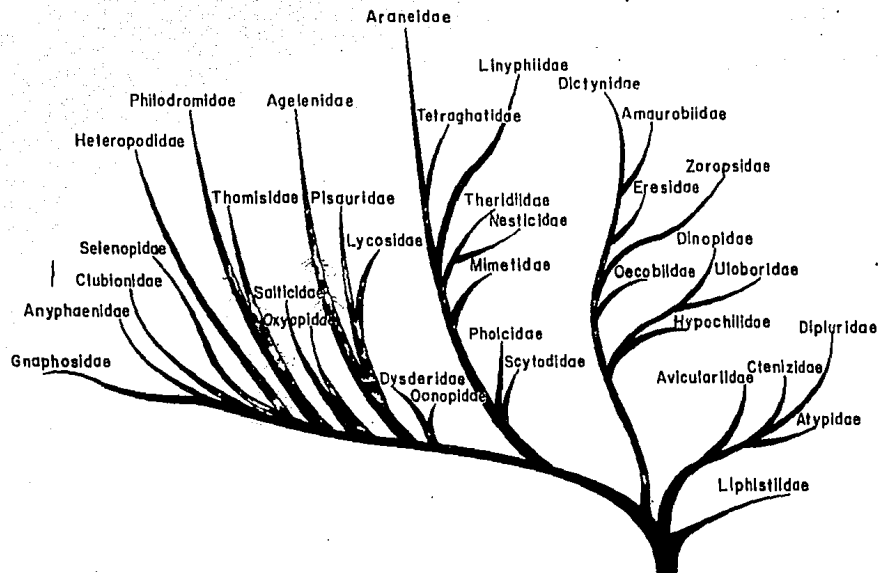 Araneidae
Linyphiidae
Dictynidae
Philodromidae
Agelenidae
Tetraghatidae
Amaurobiidae
Heteropodidae
Zoropsidae
Eresidae
Thomisidae
Pisauridae
Theridiidae
Nesticidae
Selenopidae
Lycosidae
Dinopidae
Mimetidae
Oecobiidae
Uloboridae
Clubionidae
Salticidae
Anyphaenidae
Oxyopidae
Hypochilidae
Dipluridae
Pholcidae
Gnaphosidae
Scytodidae
Dysderidae
Aviculariidae
Ctenizidae
Oonopidae
Atypidae
Liphistiidae